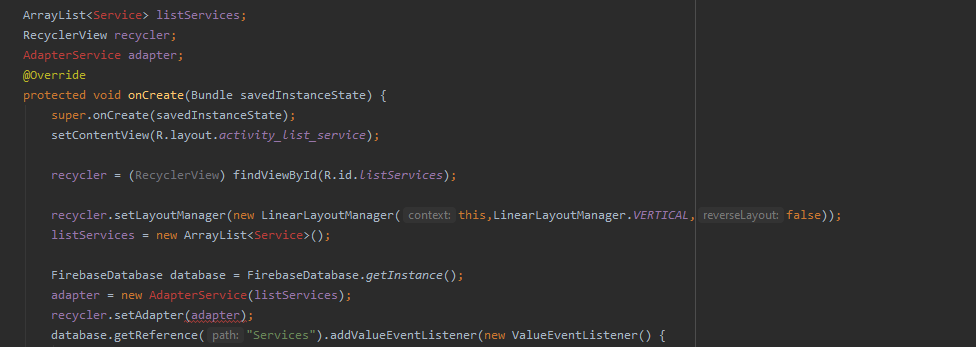 ArrayList<Service> listServices;
RecyclerView recycler;
AdapterService adapter;
@Override
protected void onCreate(Bundle savedInstanceState) {
super.onCreate(savedInstanceState);
setContentView(R.layout.activity_list_service);
recycler = (RecyclerView) findViewById(R.id.listServices);
recycler.setLayoutManager(new LinearLayoutManager( context: this,LinearLayoutManager.VERTICAL, reverseLayout: false));
listServices = new ArrayList<Service>();
FirebaseDatabase database = FirebaseDatabase.getInstance();
adapter = new AdapterService(listServices);
recycler.setAdapter(adapter);
database.getReference( path: "Services").addValueEventListener(new ValueEventListener() {